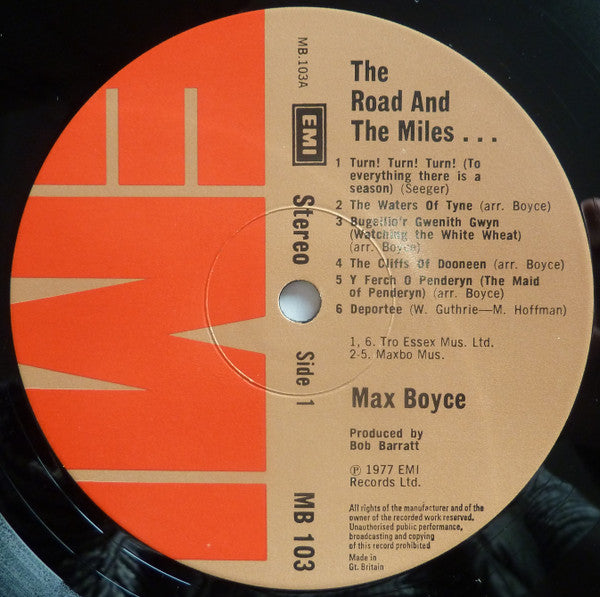 MB.103A
EMI
Stereo
Side 1
MB 103
The
Road And
The Miles ...
1 Turn! Turn! Turn! (To
everything there is a
season) (Seeger)
2 The Waters Of Tyne (arr. Boyce)
3 Bugeilio'r Gwenith Gwyn
(Watching the White Wheat)
(arr. Boyce)
4 The Cliffs Of Dooneen (arr. Boyce)
5 Y Ferch O Penderyn (The Maid
of Penderyn) (arr. Boyce)
6 Deportee (W. Guthrie—M. Hoffman)
1, 6. Tro Essex Mus. Ltd.
2-5. Maxbo Mus.
Max Boyce
Produced by
Bob Barratt
℗ 1977 EMI
Records Ltd.
All rights of the manufacturer and of the
owner of the recorded work reserved.
Unauthorised public performance,
broadcasting and copying
of this record prohibited
Made in
Gt. Britain